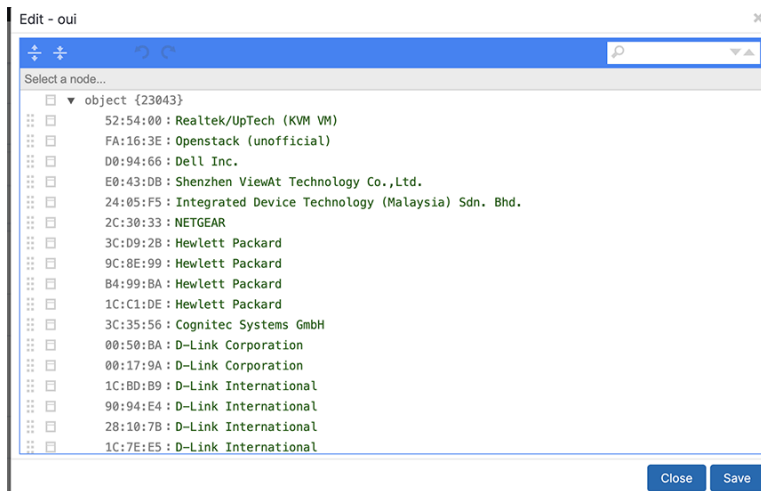 Edit - oui
Select a node...
object {23043}
52:54:00 : Realtek/UpTech (KVM VM)
FA:16:3E : Openstack (unofficial)
D0:94:66 : Dell Inc.
E0:43:DB : Shenzhen ViewAt Technology Co.,Ltd.
24:05:F5 : Integrated Device Technology (Malaysia) Sdn. Bhd.
2C:30:33 : NETGEAR
3C:D9:2B : Hewlett Packard
9C:8E:99 : Hewlett Packard
B4:99:BA : Hewlett Packard
1C:C1:DE : Hewlett Packard
3C:35:56 : Cognitec Systems GmbH
00:50:BA : D-Link Corporation
00:17:9A : D-Link Corporation
1C:BD:B9 : D-Link International
90:94:E4 : D-Link International
28:10:7B : D-Link International
1C:7E:E5 : D-Link International
Close Save